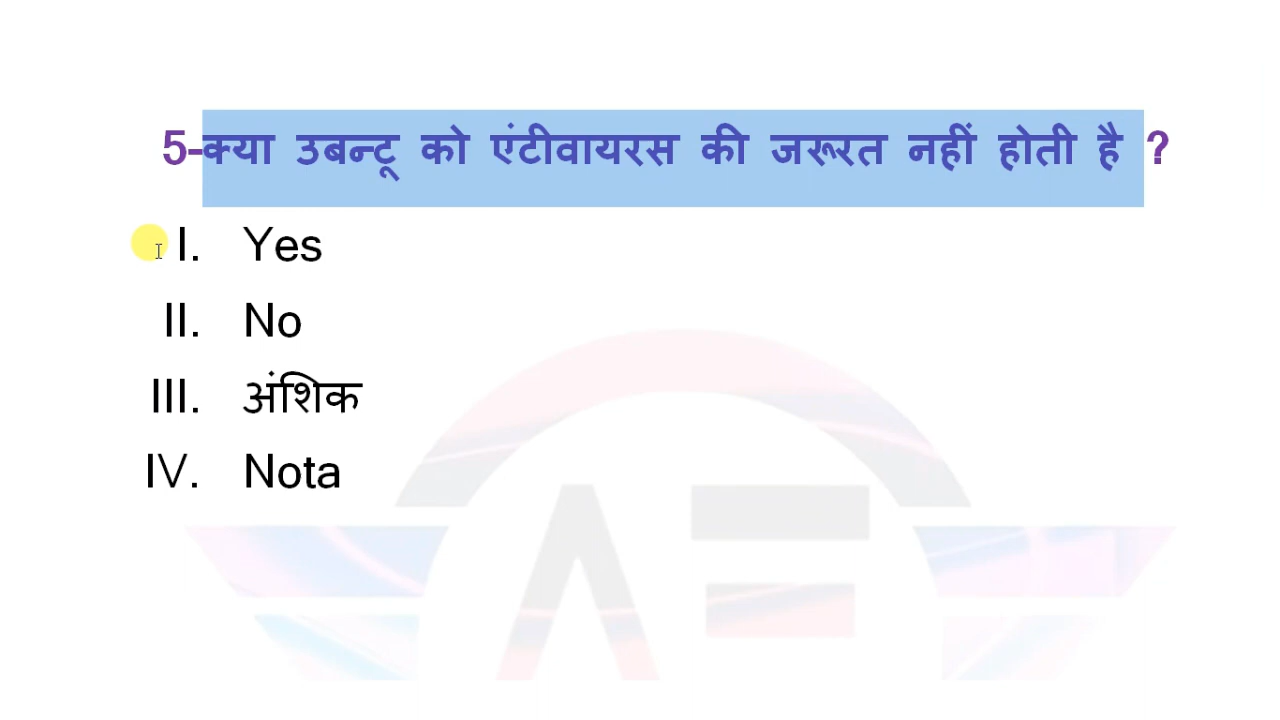 5-क्या उबन्टू को एंटीवायरस की जरूरत नहीं होती है ?
I. Yes
II. No
III. अंशिक
IV. Nota